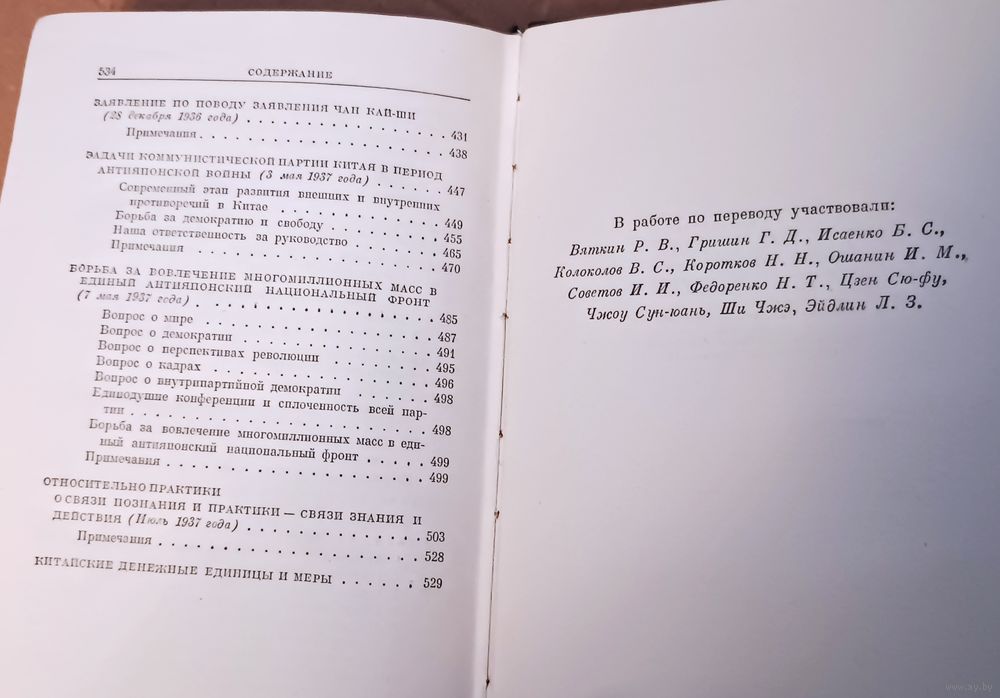 534 СОДЕРЖАНИЕ
ЗАЯВЛЕНИЕ ПО ПОВОДУ ЗАЯВЛЕНИЯ ЧАН КАЙ-ШИ
(28 декабря 1936 года) . . . . . . . . . . . . . . . . 431
Примечания . . . . . . . . . . . . . . . . . . 438
ЗАДАЧИ КОММУНИСТИЧЕСКОЙ ПАРТИИ КИТАЯ В ПЕРИОД
АНТИЯПОНСКОЙ ВОЙНЫ (3 мая 1937 года) . . . . . . 447
Современный этап развития внешних и внутренних
противоречий в Китае . . . . . . . . . . . . 449
Борьба за демократию и свободу . . . . . . . . . 455
Наша ответственность за руководство . . . . . . . 465
Примечания . . . . . . . . . . . . . . . . . . 470
БОРЬБА ЗА ВОВЛЕЧЕНИЕ МНОГОМИЛЛИОННЫХ МАСС В
ЕДИНЫЙ АНТИЯПОНСКИЙ НАЦИОНАЛЬНЫЙ ФРОНТ
(7 мая 1937 года) . . . . . . . . . . . . . . . . . 485
Вопрос о мире . . . . . . . . . . . . . . . . . 487
Вопрос о демократии . . . . . . . . . . . . . . 491
Вопрос о перспективах революции . . . . . . . . 495
Вопрос о кадрах . . . . . . . . . . . . . . . . 496
Вопрос о внутрипартийной демократии . . . . . . 498
Единодушие конференции и сплоченность всей пар-
тии . . . . . . . . . . . . . . . . . . . . 498
Борьба за вовлечение многомиллионных масс в еди-
ный антияпонский национальный фронт . . . . . 499
Примечания . . . . . . . . . . . . . . . . . . 499
ОТНОСИТЕЛЬНО ПРАКТИКИ
О СВЯЗИ ПОЗНАНИЯ И ПРАКТИКИ — СВЯЗИ ЗНАНИЯ И
ДЕЙСТВИЯ (Июль 1937 года) . . . . . . . . . . . . . 503
Примечания . . . . . . . . . . . . . . . . . . 528
КИТАЙСКИЕ ДЕНЕЖНЫЕ ЕДИНИЦЫ И МЕРЫ . . . . . . 529
В работе по переводу участвовали:
Вяткин Р. В., Гришин Г. Д., Исаенко Б. С.,
Колоколов В. С., Коротков Н. Н., Ошанин И. М.,
Советов И. И., Федоренко Н. Т., Цзен Сю-фу,
Чжоу Сун-юань, Ши Чжэ, Эйдлин Л. З.
www.ay.by